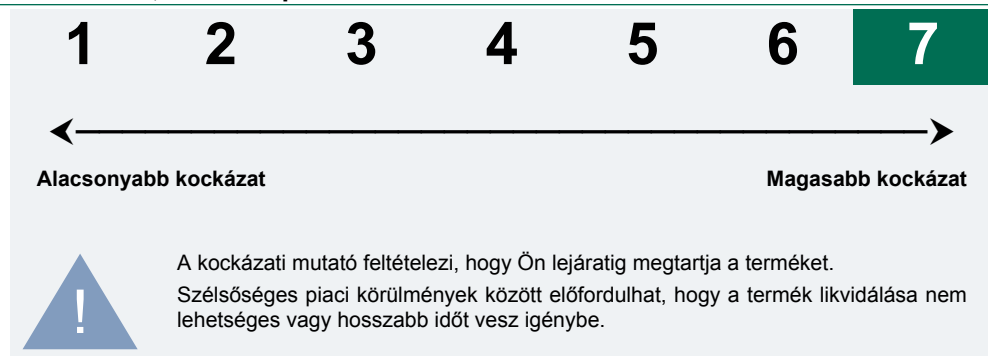 1 2 3 4 5 6 7
Alacsonyabb kockázat Magasabb kockázat
A kockázati mutató feltételezi, hogy Ön lejáratig megtartja a terméket.
Szélsőséges piaci körülmények között előfordulhat, hogy a termék likvidálása nem
lehetséges vagy hosszabb időt vesz igénybe.
!